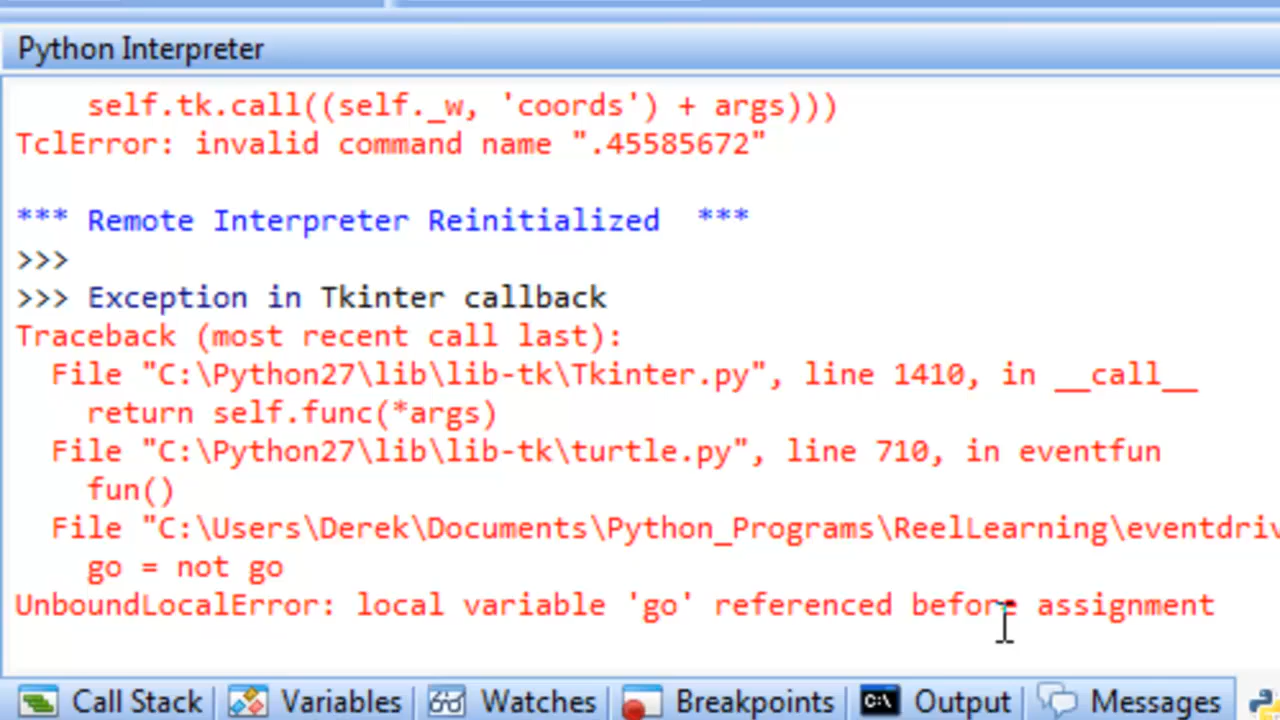 Python Interpreter
self.tk.call((self._w, 'coords') + args)))
TclError: invalid command name ".45585672"
*** Remote Interpreter Reinitialized  ***
>>>
>>> Exception in Tkinter callback
Traceback (most recent call last):
File "C:\Python27\lib\lib-tk\Tkinter.py", line 1410, in __call__
return self.func(*args)
File "C:\Python27\lib\lib-tk\turtle.py", line 710, in eventfun
fun()
File "C:\Users\Derek\Documents\Python_Programs\ReelLearning\eventdriv
go = not go
UnboundLocalError: local variable 'go' referenced before assignment
Call Stack Variables Watches Breakpoints Output Messages